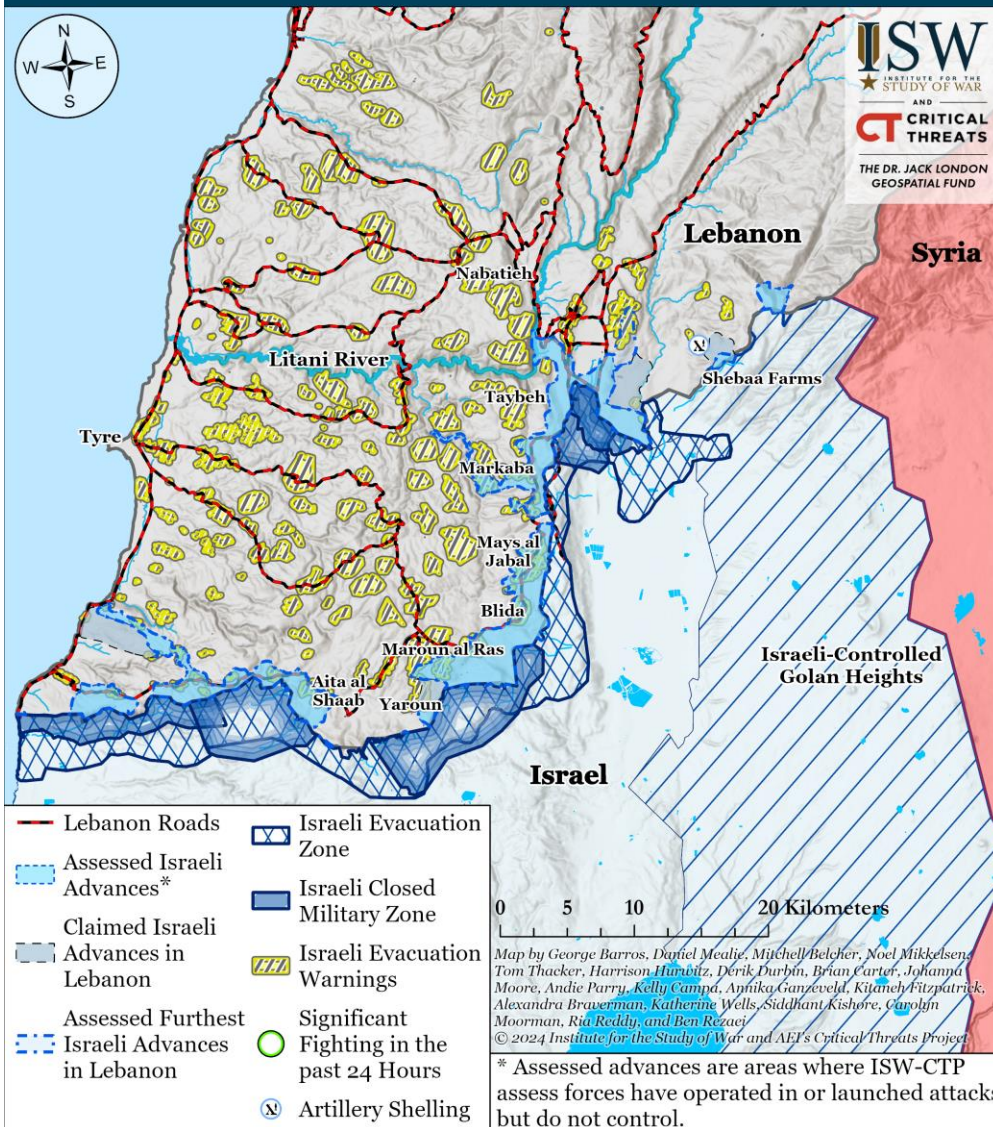 N
W E
S
ISW
INSTITUTE FOR THE
STUDY OF WAR
AND
CT CRITICAL
THREATS
THE DR. JACK LONDON
GEOSPATIAL FUND
Lebanon
Syria
Nabatieh
Litani River
Shebaa Farms
Taybeh
Tyre
Markaba
Mays al
Jabal
Blida
Maroun al Ras
Aita al
Shaab
Yaroun
Israeli-Controlled
Golan Heights
Israel
Lebanon Roads
Assessed Israeli
Advances*
Claimed Israeli
Advances in
Lebanon
Assessed Furthest
Israeli Advances
in Lebanon
Israeli Evacuation
Zone
Israeli Closed
Military Zone
Israeli Evacuation
Warnings
Significant
Fighting in the
past 24 Hours
Artillery Shelling
0 5 10 20 Kilometers
Map by George Barros, Daniel Mealie, Mitchell Belcher, Noel Mikkelsen,
Tom Thacker, Harrison Hurwitz, Derik Durbin, Brian Carter, Johanna
Moore, Andie Parry, Kelly Campa, Annika Ganzeveld, Kitaneh Fitzpatrick,
Alexandra Braverman, Katherine Wells, Siddhant Kishore, Carolyn
Moorman, Ria Reddy, and Ben Rezaei
© 2024 Institute for the Study of War and AEI's Critical Threats Project
* Assessed advances are areas where ISW-CTP
assess forces have operated in or launched attacks
but do not control.